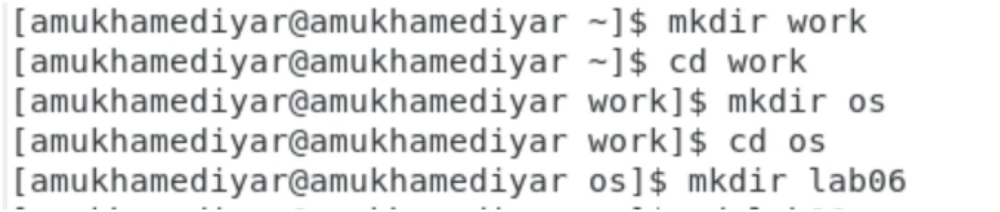 [amukhamediyar@amukhamediyar ~]$ mkdir work
[amukhamediyar@amukhamediyar ~]$ cd work
[amukhamediyar@amukhamediyar work]$ mkdir os
[amukhamediyar@amukhamediyar work]$ cd os
[amukhamediyar@amukhamediyar os]$ mkdir lab06